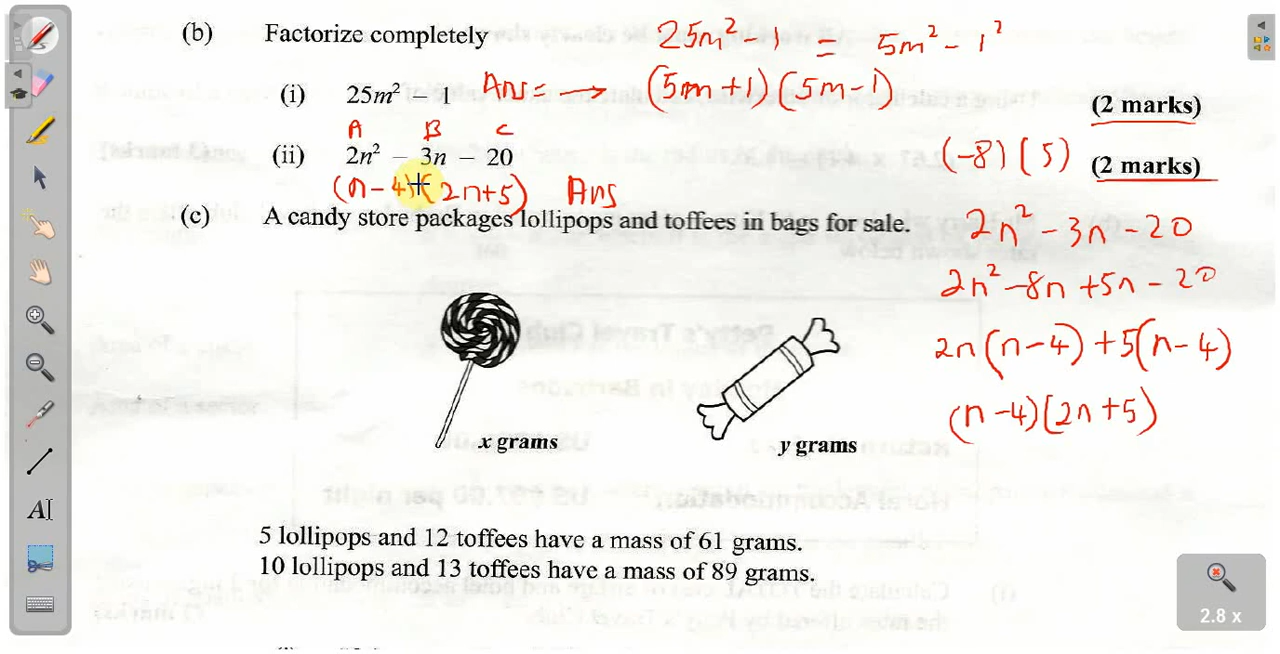 (b) Factorize completely 25m² - 1 = 5m² - 1²
(i) 25m² - 1 Ans = → (5m + 1)(5m - 1)
(2 marks)
A B C
(ii) 2n² - 3n - 20 (-8)(5) (2 marks)
(n - 4)(2n + 5) Ans
(c) A candy store packages lollipops and toffees in bags for sale.
2n² - 3n - 20
2n² - 8n + 5n - 20
2n(n - 4) + 5(n - 4)
(n - 4)(2n + 5)
x grams
y grams
5 lollipops and 12 toffees have a mass of 61 grams.
10 lollipops and 13 toffees have a mass of 89 grams.
AI
2.8 x